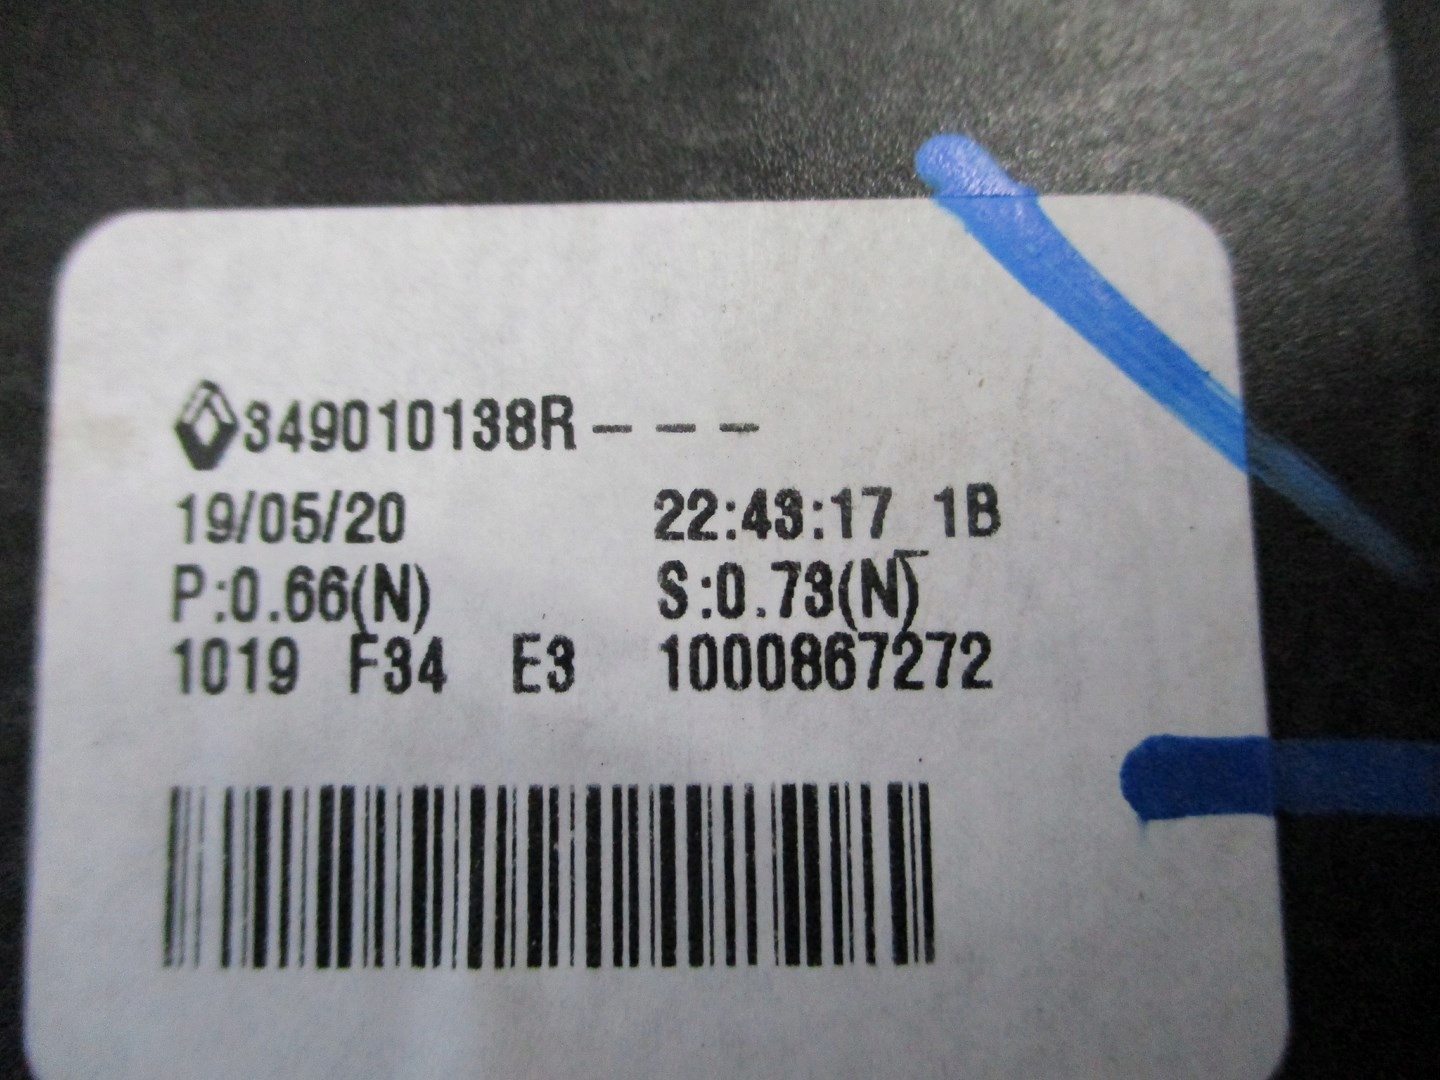 349010138R---
19/05/20 22:43:17 1B
P:0.66(N) S:0.73(N)
1019 F34 E3 1000867272